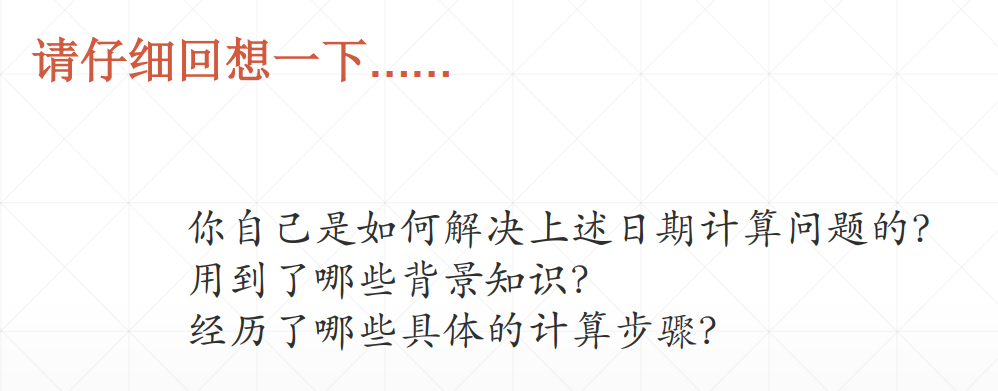 请仔细回想一下......
你自己是如何解决上述日期计算问题的?
用到了哪些背景知识?
经历了哪些具体的计算步骤?